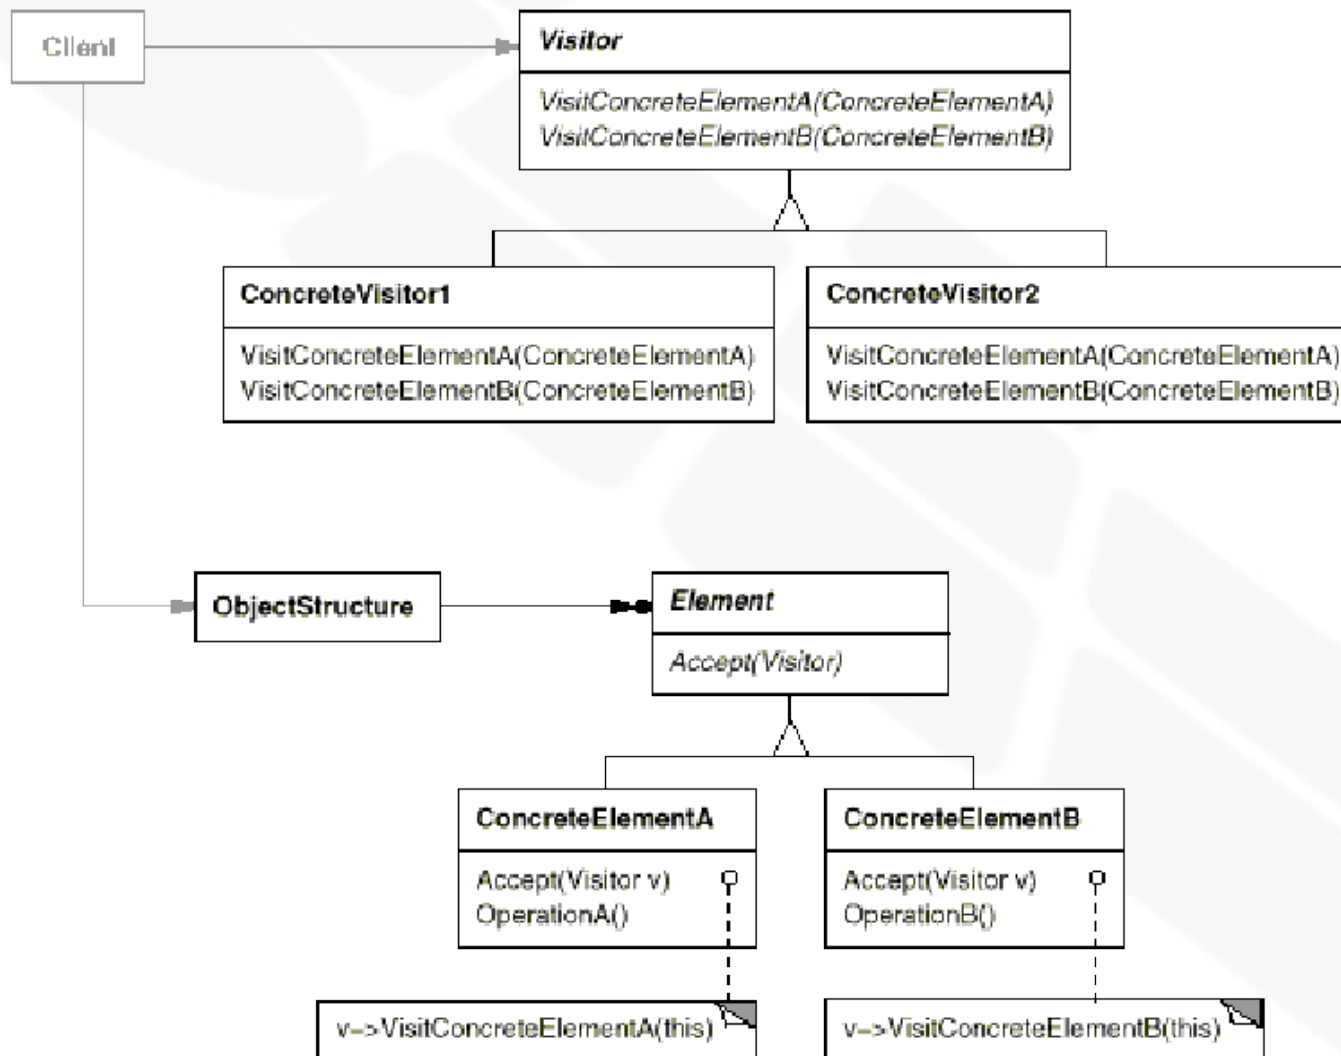 Client
Visitor
VisitConcreteElementA(ConcreteElementA)
VisitConcreteElementB(ConcreteElementB)
ConcreteVisitor1
VisitConcreteElementA(ConcreteElementA)
VisitConcreteElementB(ConcreteElementB)
ConcreteVisitor2
VisitConcreteElementA(ConcreteElementA)
VisitConcreteElementB(ConcreteElementB)
ObjectStructure
Element
Accept(Visitor)
ConcreteElementA
Accept(Visitor v)
OperationA()
ConcreteElementB
Accept(Visitor v)
OperationB()
v–>VisitConcreteElementA(this)
v–>VisitConcreteElementB(this)